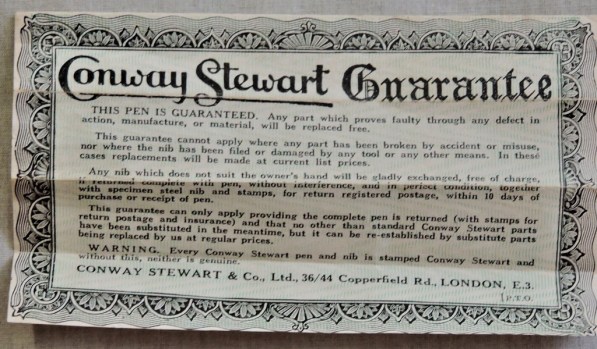 Conway Stewart Guarantee
THIS PEN IS GUARANTEED. Any part which proves faulty through any defect in
action, manufacture, or material, will be replaced free.
This guarantee cannot apply where any part has been broken by accident or misuse,
nor where the nib has been filed or damaged by any tool or any other means. In these
cases replacements will be made at current list prices.
Any nib which does not suit the owner's hand will be gladly exchanged, free of charge,
returned complete with pen, without interference, and in perfect condition, together
with specimen steel nib and stamps, for return registered postage, within 10 days of
purchase or receipt of pen.
This guarantee can only apply providing the complete pen is returned (with stamps for
return postage and insurance) and that no other than standard Conway Stewart parts
have been substituted in the meantime, but it can be re-established by substitute parts
being replaced by us at regular prices.
WARNING. Every Conway Stewart pen and nib is stamped Conway Stewart and
without this, neither is genuine.
CONWAY STEWART & Co., Ltd., 36/44 Copperfield Rd., LONDON, E.3.
[P.T.O.